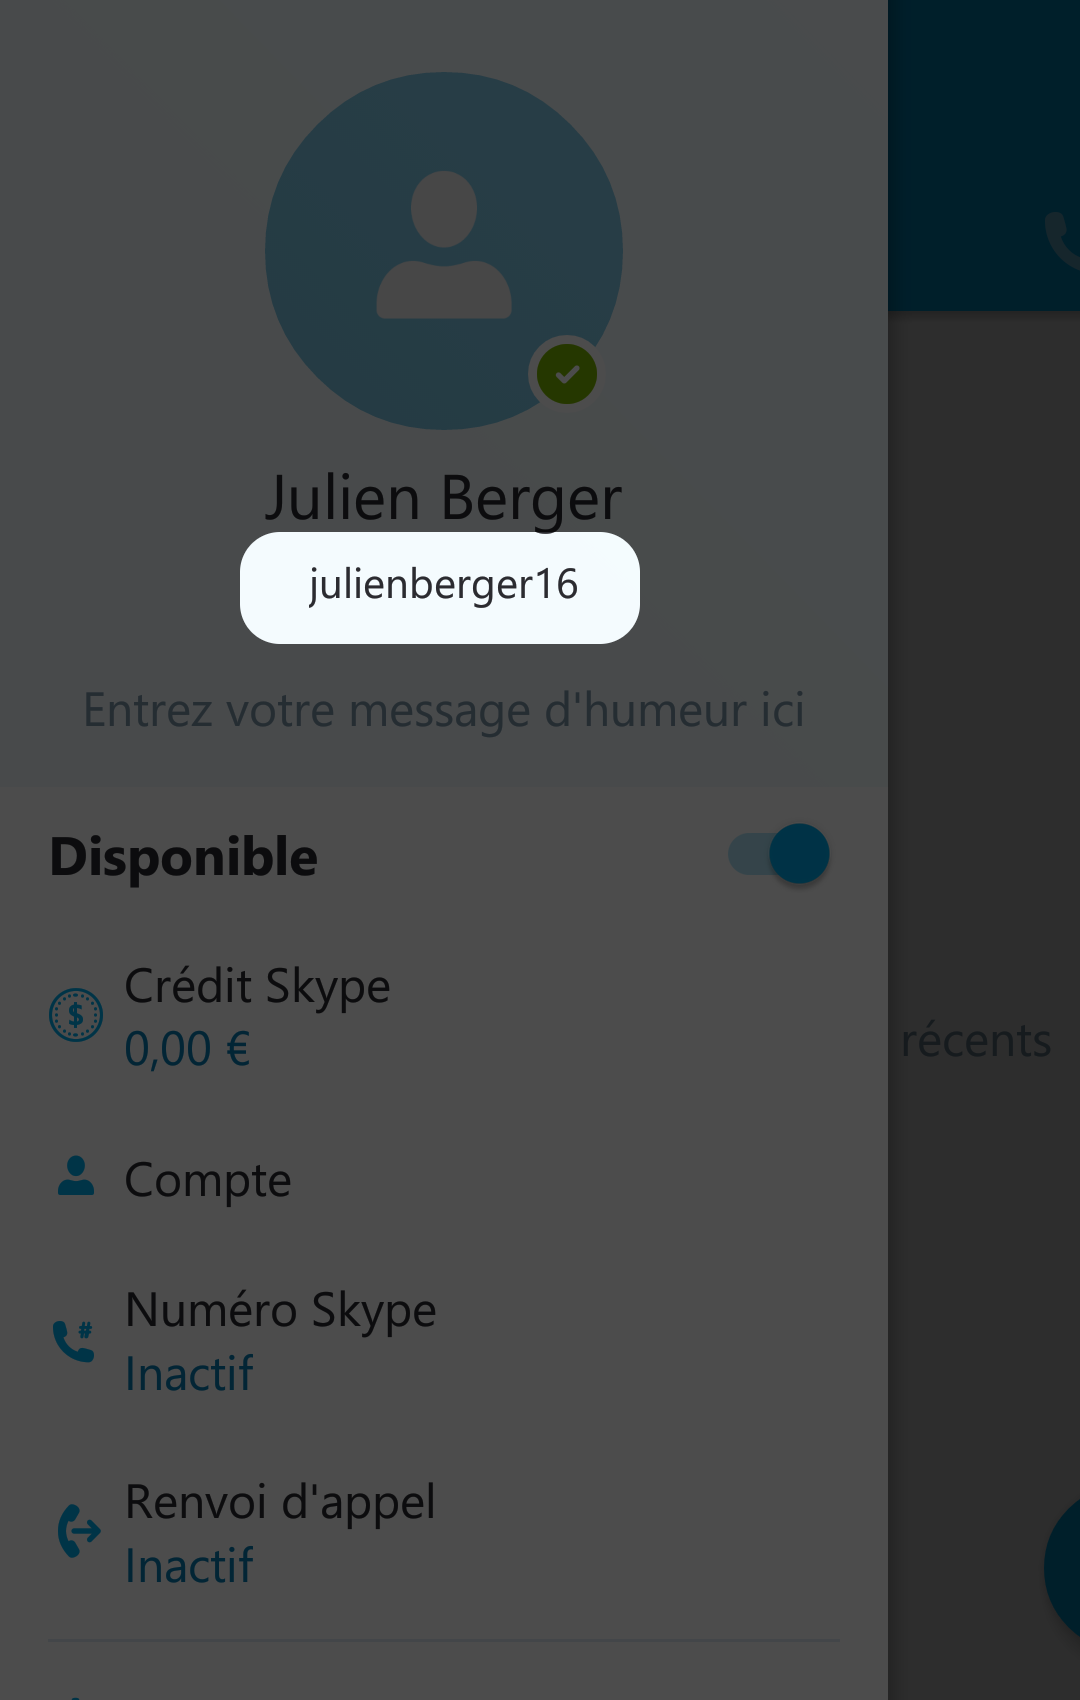 Julien Berger
julienberger16
Entrez votre message d'humeur ici
Disponible
Crédit Skype
0,00 €
récents
Compte
Numéro Skype
Inactif
Renvoi d'appel
Inactif